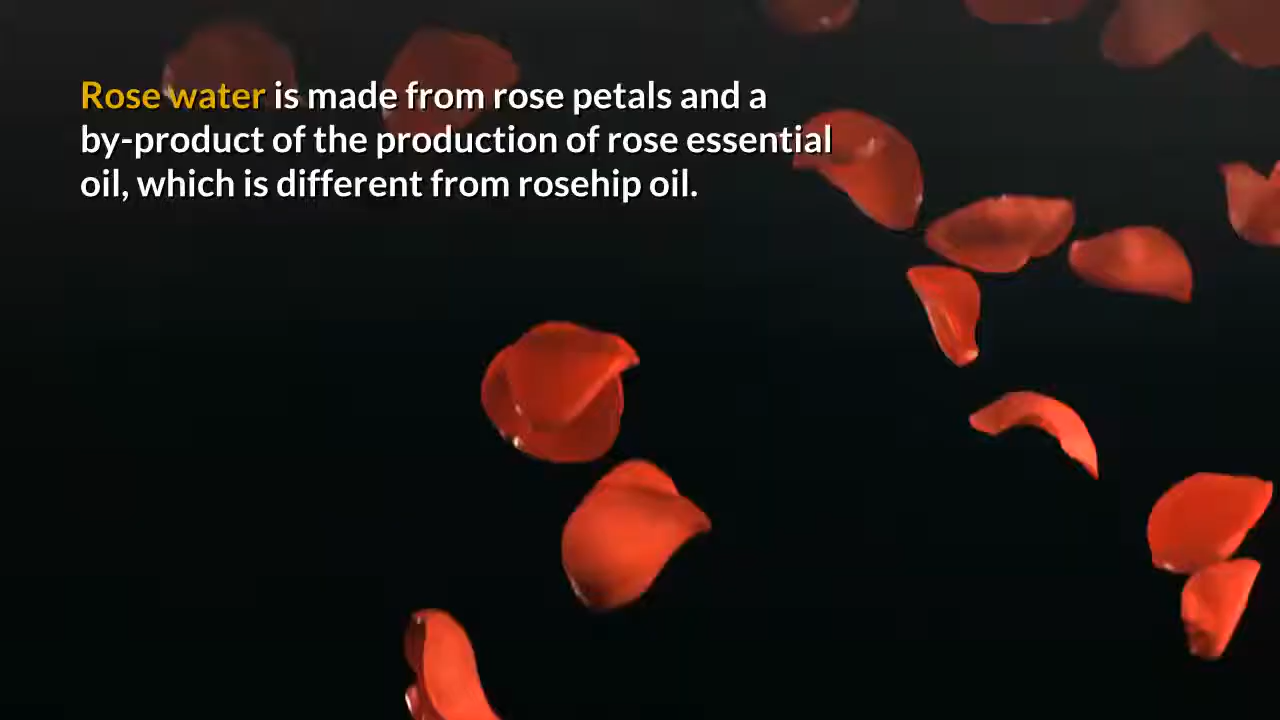 Rose water is made from rose petals and a
by-product of the production of rose essential
oil, which is different from rosehip oil.